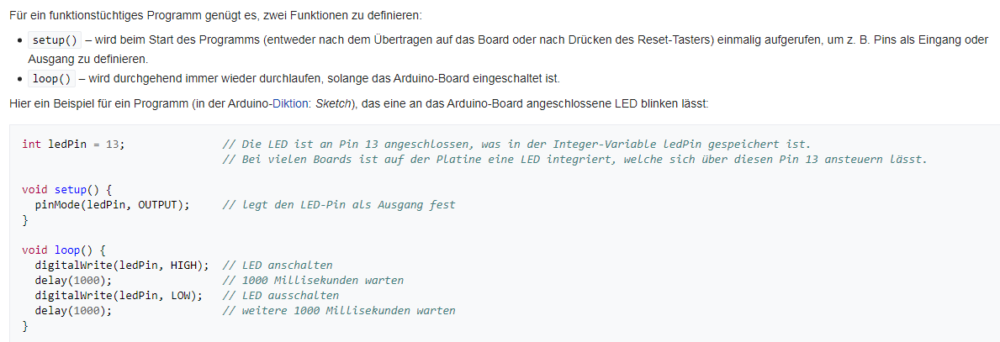 Für ein funktionstüchtiges Programm genügt es, zwei Funktionen zu definieren:
• setup() – wird beim Start des Programms (entweder nach dem Übertragen auf das Board oder nach Drücken des Reset-Tasters) einmalig aufgerufen, um z. B. Pins als Eingang oder
Ausgang zu definieren.
• loop() – wird durchgehend immer wieder durchlaufen, solange das Arduino-Board eingeschaltet ist.
Hier ein Beispiel für ein Programm (in der Arduino-Diktion: Sketch), das eine an das Arduino-Board angeschlossene LED blinken lässt:
int ledPin = 13;               // Die LED ist an Pin 13 angeschlossen, was in der Integer-Variable ledPin gespeichert ist.
                               // Bei vielen Boards ist auf der Platine eine LED integriert, welche sich über diesen Pin 13 ansteuern lässt.
void setup() {
  pinMode(ledPin, OUTPUT);     // legt den LED-Pin als Ausgang fest
}
void loop() {
  digitalWrite(ledPin, HIGH);  // LED anschalten
  delay(1000);                 // 1000 Millisekunden warten
  digitalWrite(ledPin, LOW);   // LED ausschalten
  delay(1000);                 // weitere 1000 Millisekunden warten
}